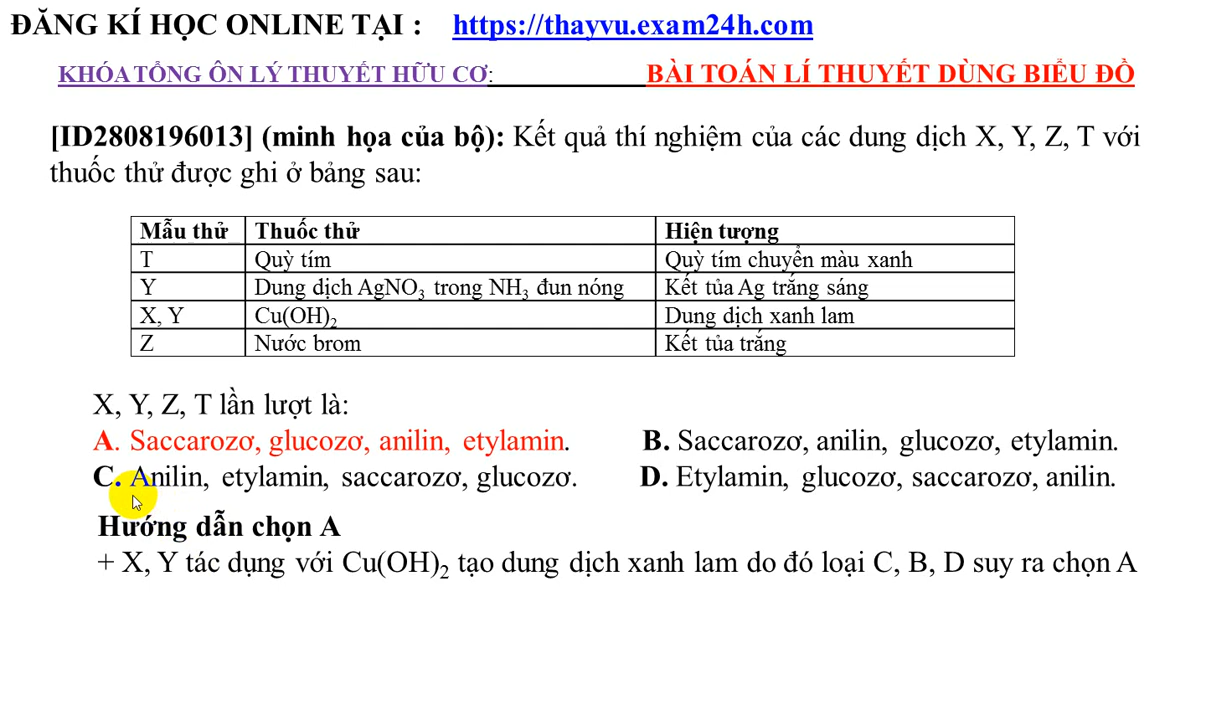 ĐĂNG KÍ HỌC ONLINE TẠI : https://thayvu.exam24h.com
KHÓA TỔNG ÔN LÝ THUYẾT HỮU CƠ: BÀI TOÁN LÍ THUYẾT DÙNG BIỂU ĐỒ
[ID2808196013] (minh họa của bộ): Kết quả thí nghiệm của các dung dịch X, Y, Z, T với
thuốc thử được ghi ở bảng sau:
Mẫu thử Thuốc thử Hiện tượng
T Quỳ tím Quỳ tím chuyển màu xanh
Y Dung dịch AgNO₃ trong NH₃ đun nóng Kết tủa Ag trắng sáng
X, Y Cu(OH)₂ Dung dịch xanh lam
Z Nước brom Kết tủa trắng
X, Y, Z, T lần lượt là:
A. Saccarozơ, glucozơ, anilin, etylamin. B. Saccarozơ, anilin, glucozơ, etylamin.
C. Anilin, etylamin, saccarozơ, glucozơ. D. Etylamin, glucozơ, saccarozơ, anilin.
Hướng dẫn chọn A
+ X, Y tác dụng với Cu(OH)₂ tạo dung dịch xanh lam do đó loại C, B, D suy ra chọn A